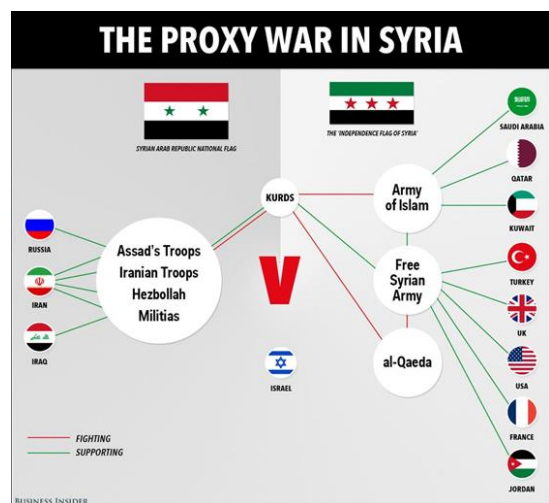 THE PROXY WAR IN SYRIA
SYRIAN ARAB REPUBLIC NATIONAL FLAG
THE 'INDEPENDENCE FLAG OF SYRIA'
SAUDI ARABIA
QATAR
KURDS
Army
of Islam
KUWAIT
RUSSIA
Assad's Troops
Iranian Troops
Hezbollah
Militias
IRAN
IRAQ
V
Free
Syrian
Army
TURKEY
UK
al-Qaeda
ISRAEL
USA
FRANCE
JORDAN
FIGHTING
SUPPORTING
BUSINESS INSIDER